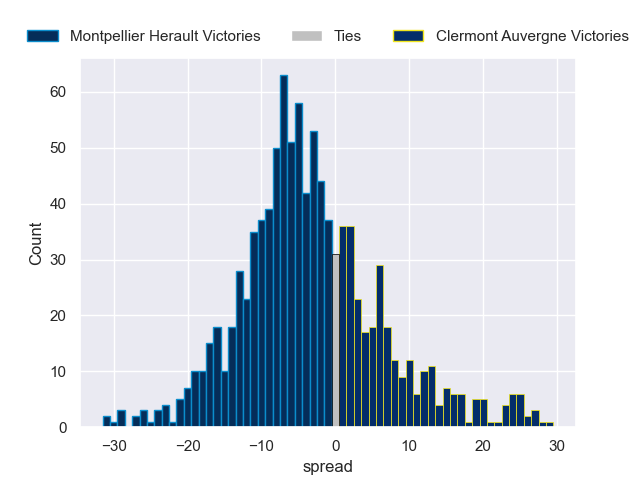 Montpellier Herault Victories Ties Clermont Auvergne Victories
60
50
40
30
20
10
0
Count
−30 −20 −10 0 10 20 30
spread